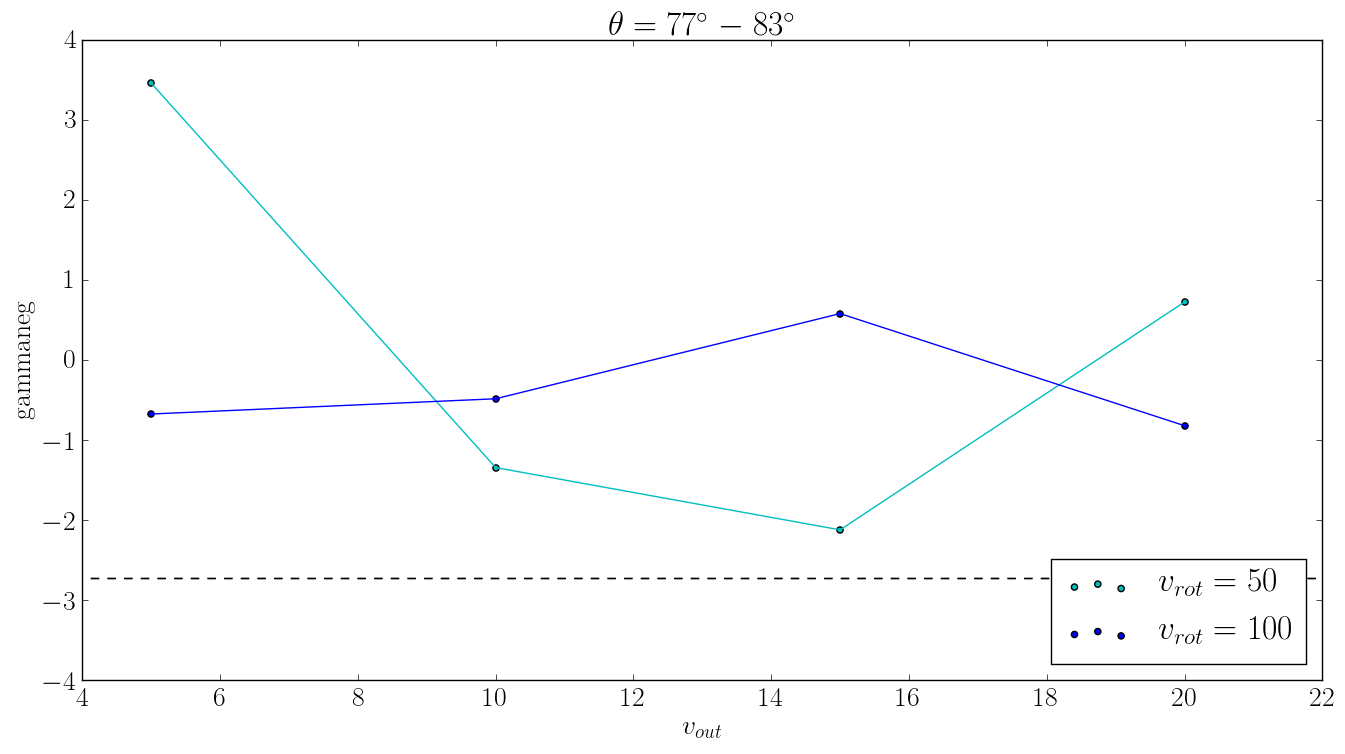 θ = 77° − 83°
4
3
2
1
0
−1
−2
−3
−4
gammaneg
4 6 8 10 12 14 16 18 20 22
v_out
v_rot = 50
v_rot = 100